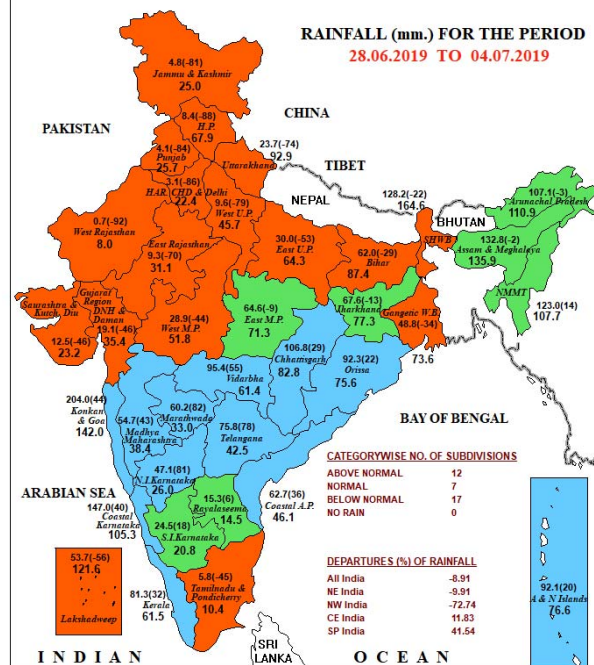 RAINFALL (mm.) FOR THE PERIOD
28.06.2019 TO 04.07.2019
4.8(-81)
Jammu & Kashmir
25.0
CHINA
PAKISTAN
8.4(-88)
H.P.
67.9
4.1(-84)
Punjab
25.7
Uttarakhand
23.7(-74)
92.9
TIBET
3.1(-86)
HAR. CHD & Delhi
22.4
9.6(-79)
West U.P.
45.7
NEPAL
128.2(-22)
164.6
BHUTAN
107.1(-3)
Arunachal Pradesh
110.9
0.7(-92)
West Rajasthan
8.0
East Rajasthan
9.3(-70)
31.1
30.0(-53)
East U.P.
64.3
62.0(-29)
Bihar
87.4
SHWB
132.8(-2)
Assam & Meghalaya
135.9
NMMT
123.0(14)
107.7
Saurashtra &
Kutch, Diu
12.5(-46)
23.2
Gujarat
Region
DNH &
Daman
19.1(-46)
35.4
28.9(-44)
West M.P.
51.8
64.6(-9)
East M.P.
71.3
67.6(-13)
Jharkhand
77.3
Gangetic W.B.
48.8(-34)
73.6
106.8(29)
Chhattisgarh
82.8
92.3(22)
Orissa
75.6
95.4(55)
Vidarbha
61.4
204.0(44)
Konkan
& Goa
142.0
54.7(43)
Madhya
Maharashtra
38.4
60.2(82)
Marathwada
33.0
75.8(78)
Telangana
42.5
BAY OF BENGAL
47.1(81)
N.I.Karnataka
26.0
ARABIAN SEA
147.0(40)
Coastal
Karnataka
105.3
15.3(6)
Rayalaseema
14.5
62.7(36)
Coastal A.P.
46.1
24.5(18)
S.I.Karnataka
20.8
CATEGORYWISE NO. OF SUBDIVISIONS
ABOVE NORMAL 12
NORMAL 7
BELOW NORMAL 17
NO RAIN 0
53.7(-56)
121.6
Lakshadweep
81.3(32)
Kerala
61.5
5.8(-45)
Tamilnadu &
Pondicherry
10.4
DEPARTURES (%) OF RAINFALL
All India -8.91
NE India -9.91
NW India -72.74
CE India 11.83
SP India 41.54
92.1(20)
A & N Islands
76.6
SRI
LANKA
INDIAN OCEAN